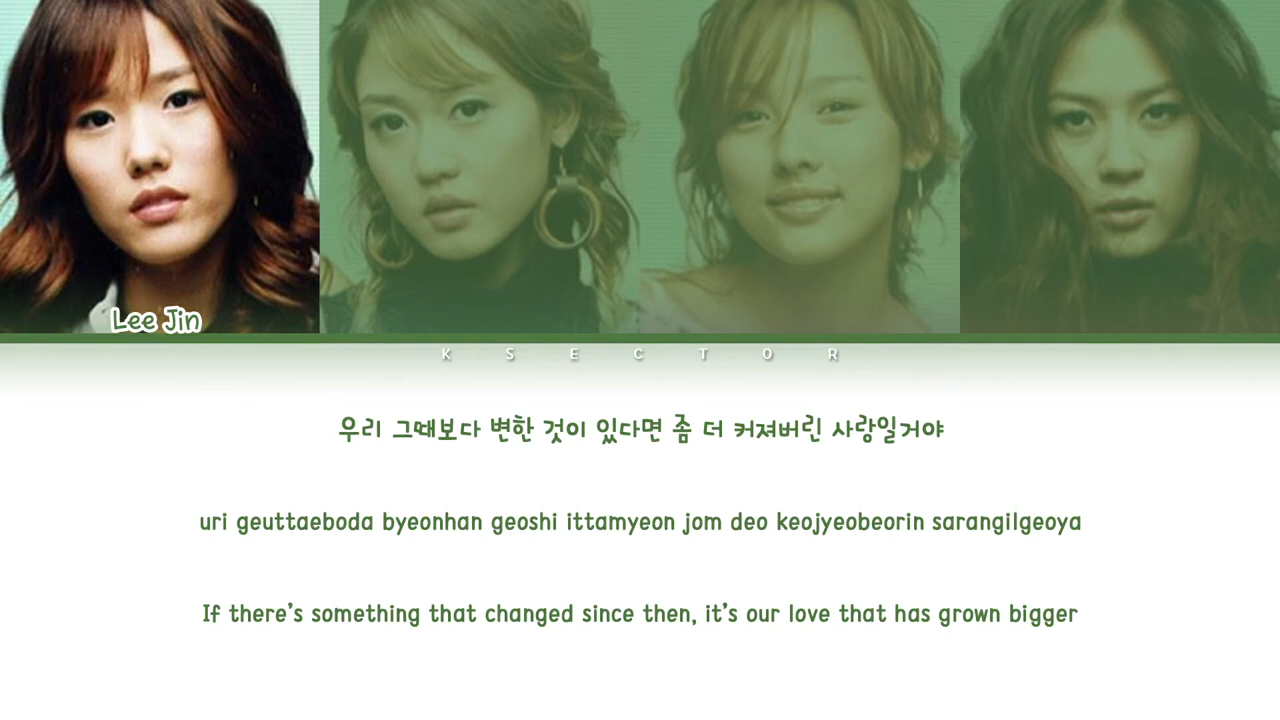 Lee Jin
K S E C T O R
우리 그때보다 변한 것이 있다면 좀 더 커져버린 사랑일거야
uri geuttaeboda byeonhan geoshi ittamyeon jom deo keojyeobeorin sarangilgeoya
If there's something that changed since then, it's our love that has grown bigger